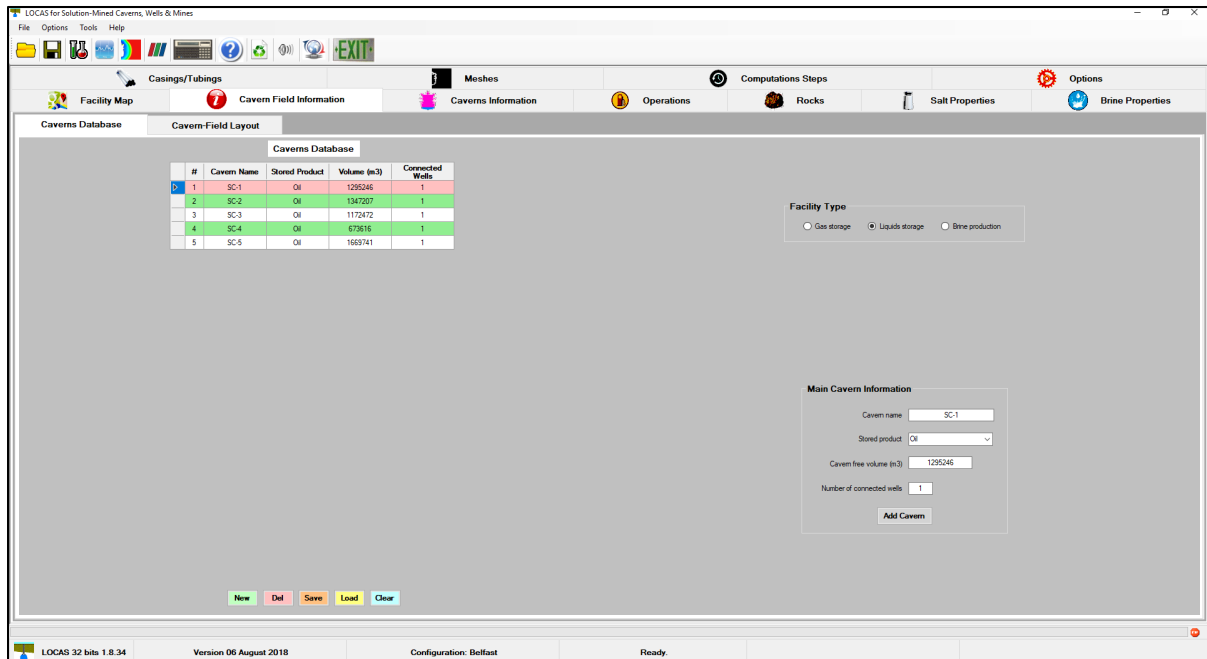 LOCAS for Solution-Mined Caverns, Wells & Mines
File Options Tools Help
EXIT
Casings/Tubings Meshes Computations Steps Options
Facility Map Cavern Field Information Caverns Information Operations Rocks Salt Properties Brine Properties
Caverns Database Cavern-Field Layout
Caverns Database
# Cavern Name Stored Product Volume (m3) Connected Wells
1 SC-1 Oil 1295246 1
2 SC-2 Oil 1347207 1
3 SC-3 Oil 1172472 1
4 SC-4 Oil 673616 1
5 SC-5 Oil 1669741 1
Facility Type
Gas storage Liquids storage Brine production
Main Cavern Information
Cavern name SC-1
Stored product Oil
Cavern free volume (m3) 1295246
Number of connected wells 1
Add Cavern
New Del Save Load Clear
LOCAS 32 bits 1.8.34 Version 06 August 2018 Configuration: Belfast Ready.